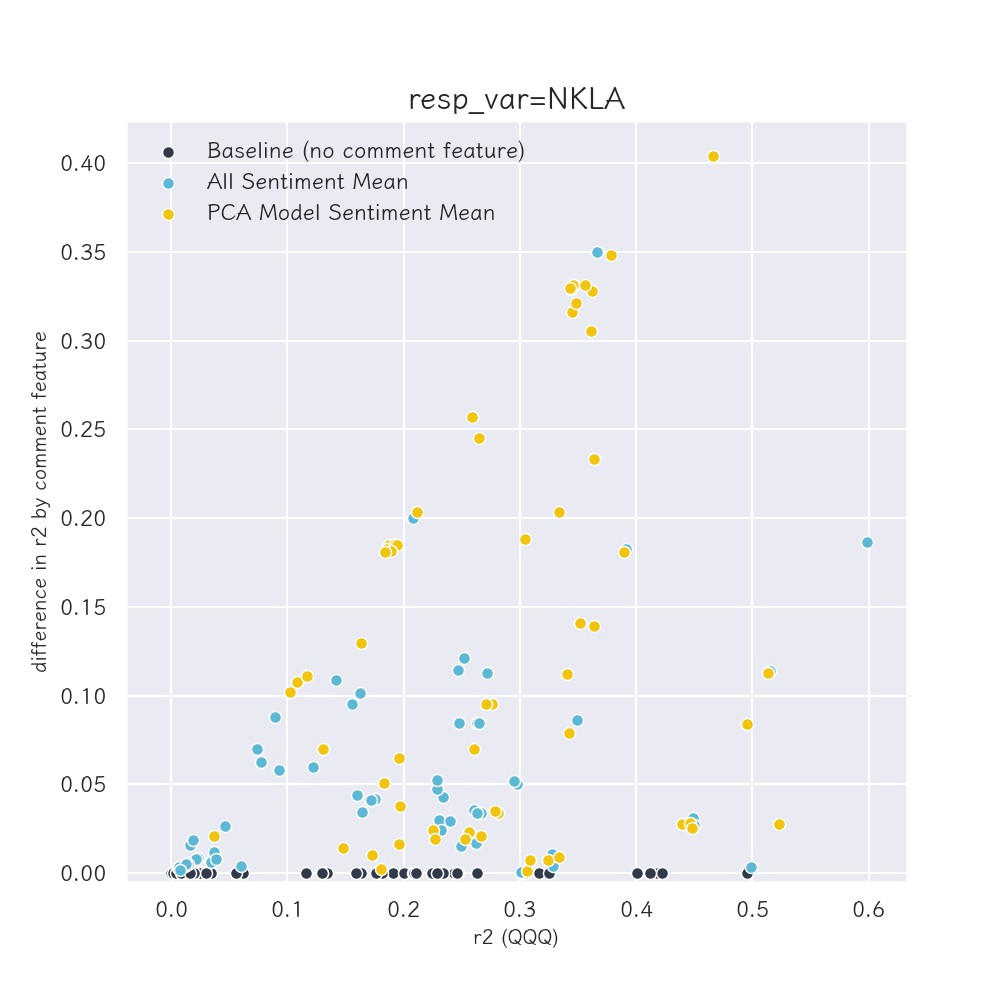 resp_var=NKLA
Baseline (no comment feature)
All Sentiment Mean
PCA Model Sentiment Mean
0.40
0.35
0.30
0.25
0.20
0.15
0.10
0.05
0.00
difference in r2 by comment feature
0.0 0.1 0.2 0.3 0.4 0.5 0.6
r2 (QQQ)